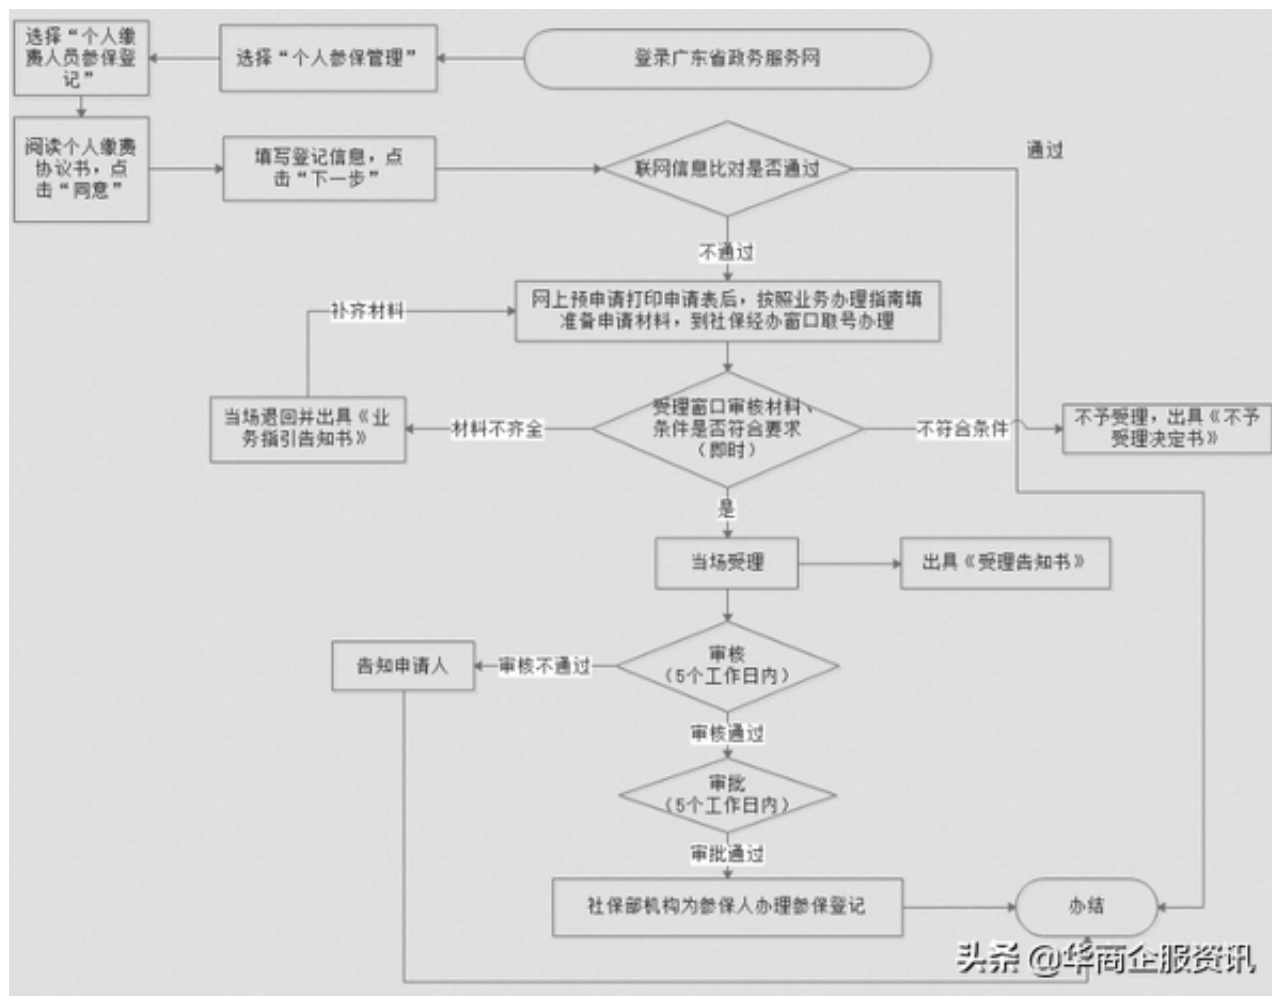 选择“个人缴
费人员参保登
记”
选择“个人参保管理”
登录广东省政务服务网
阅读个人缴费
协议书，点
击“同意”
填写登记信息，点
击“下一步”
联网信息比对是否通过
通过
不通过
网上预申请打印申请表后，按照业务办理指南填
准备申请材料，到社保经办窗口取号办理
补齐材料
当场退回并出具《业
务指引告知书》
材料不齐全
受理窗口审核材料、
条件是否符合要求
（即时）
不符合条件
不予受理，出具《不予
受理决定书》
是
当场受理
出具《受理告知书》
审核
（5个工作日内）
审核不通过
告知申请人
审核通过
审批
（5个工作日内）
审批通过
社保部机构为参保人办理参保登记
办结
头条 @华商企服资讯